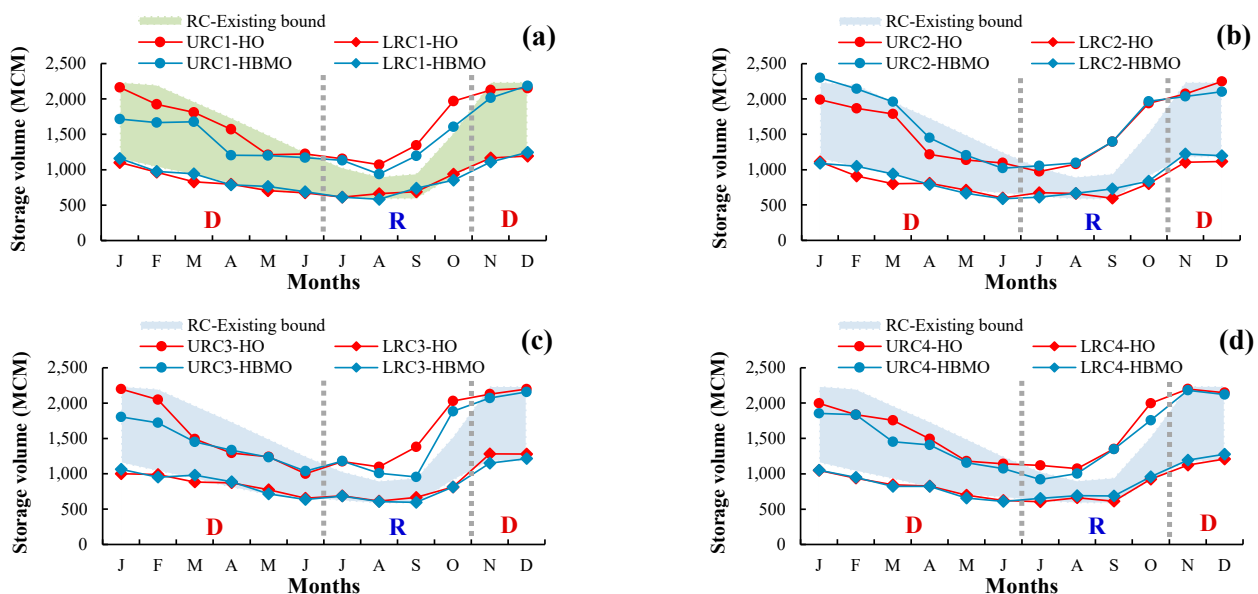 RC-Existing bound
URC1-HO LRC1-HO
URC1-HBMO LRC1-HBMO
(a)
Storage volume (MCM)
2,500
2,000
1,500
1,000
500
0
D R D
J F M A M J J A S O N D
Months
RC-Existing bound
URC2-HO LRC2-HO
URC2-HBMO LRC2-HBMO
(b)
Storage volume (MCM)
2,500
2,000
1,500
1,000
500
0
D R D
J F M A M J J A S O N D
Months
RC-Existing bound
URC3-HO LRC3-HO
URC3-HBMO LRC3-HBMO
(c)
Storage volume (MCM)
2,500
2,000
1,500
1,000
500
0
D R D
J F M A M J J A S O N D
Months
RC-Existing bound
URC4-HO LRC4-HO
URC4-HBMO LRC4-HBMO
(d)
Storage volume (MCM)
2,500
2,000
1,500
1,000
500
0
D R D
J F M A M J J A S O N D
Months